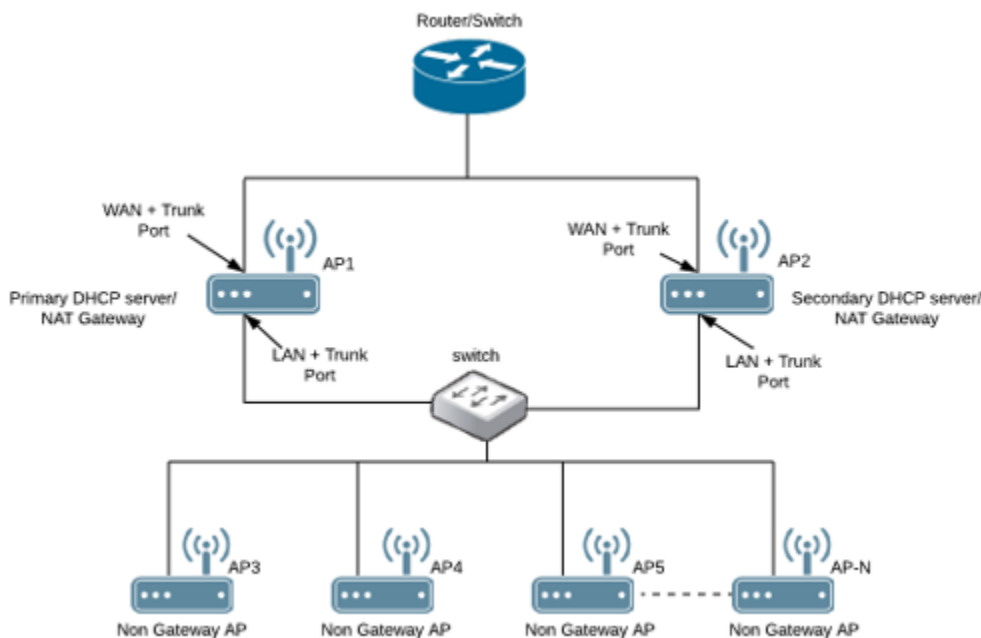 Router/Switch
WAN + Trunk
Port
AP1
WAN + Trunk
Port
AP2
Primary DHCP server/
NAT Gateway
Secondary DHCP server/
NAT Gateway
LAN + Trunk
Port
switch
LAN + Trunk
Port
AP3
AP4
AP5
AP-N
Non Gateway AP
Non Gateway AP
Non Gateway AP
Non Gateway AP